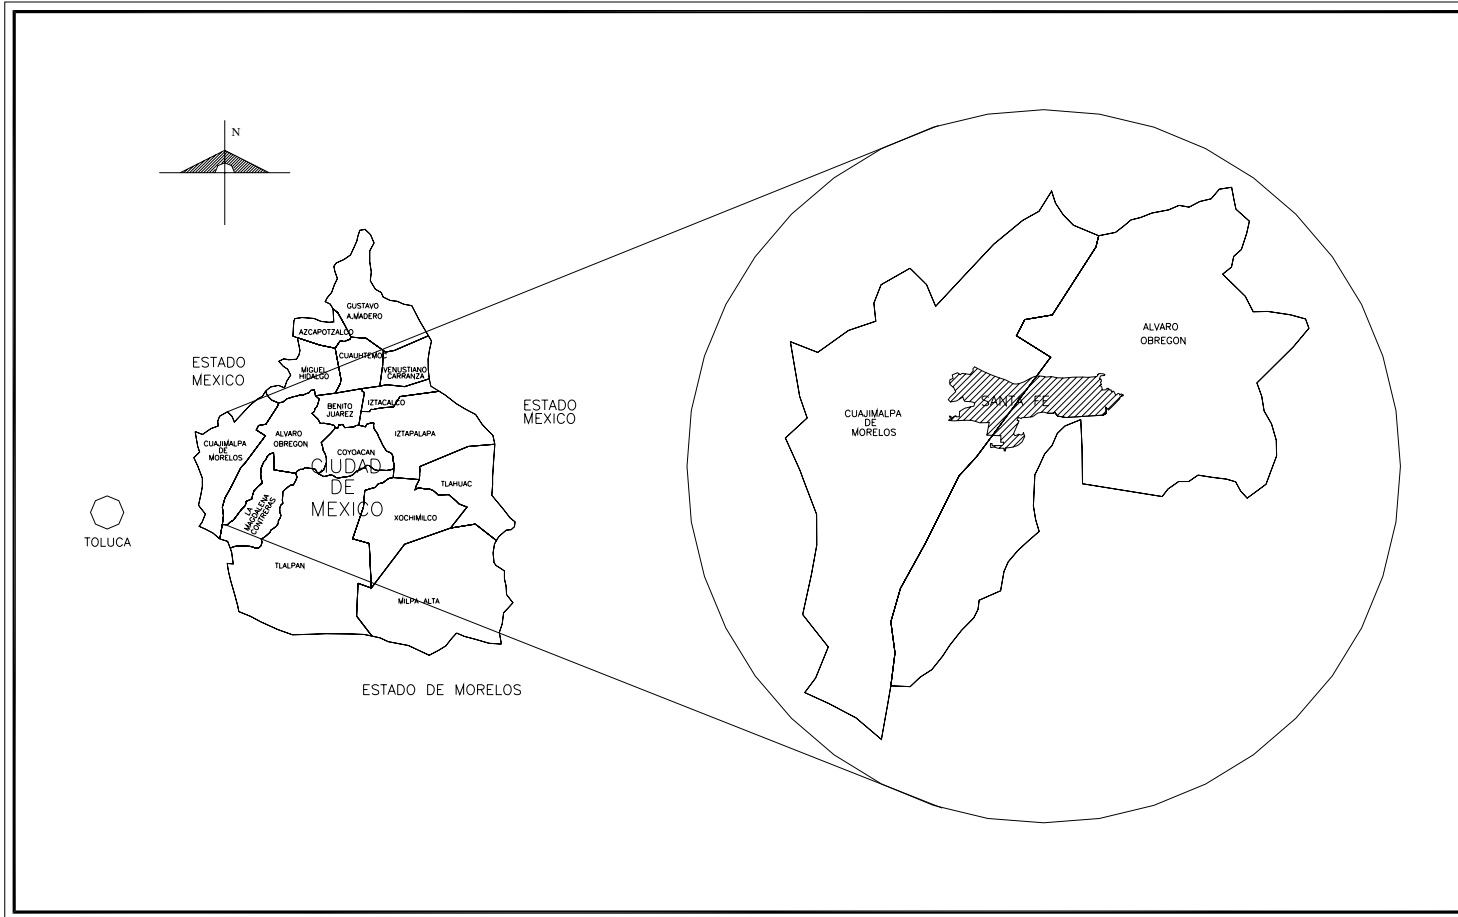 N
GUSTAVO
A.MADERO
AZCAPOTZALCO
CUAUHTEMOC
MIGUEL
HIDALGO
VENUSTIANO
CARRANZA
ESTADO
MEXICO
IZTACALCO
BENITO
JUAREZ
ESTADO
MEXICO
ALVARO
OBREGON
IZTAPALAPA
CUAJIMALPA
DE
MORELOS
COYOACAN
CIUDAD
DE
MEXICO
TLAHUAC
LA
MAGDALENA
CONTRERAS
XOCHIMILCO
TOLUCA
TLALPAN
MILPA ALTA
ESTADO DE MORELOS
ALVARO
OBREGON
SANTA FE
CUAJIMALPA
DE
MORELOS